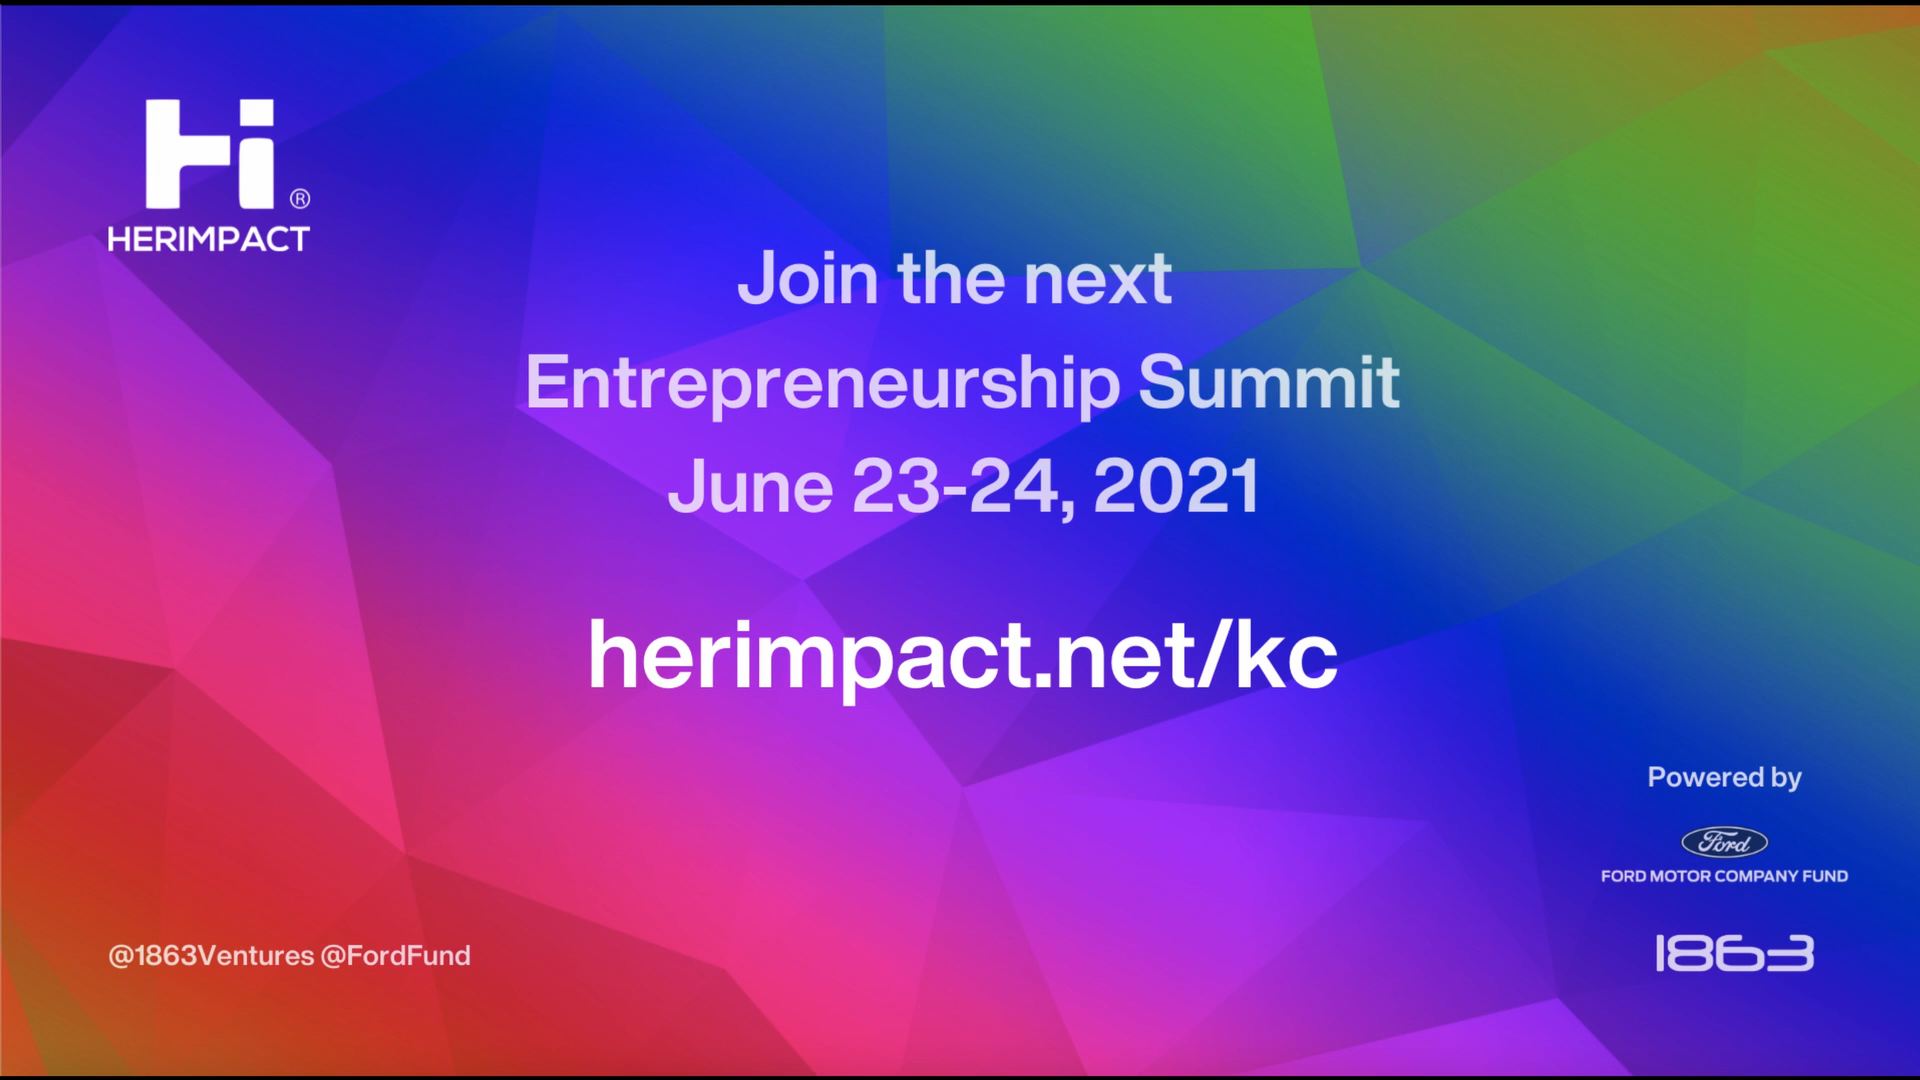 Hi ®
HERIMPACT
Join the next
Entrepreneurship Summit
June 23-24, 2021
herimpact.net/kc
Powered by
Ford
FORD MOTOR COMPANY FUND
1863
@1863Ventures @FordFund